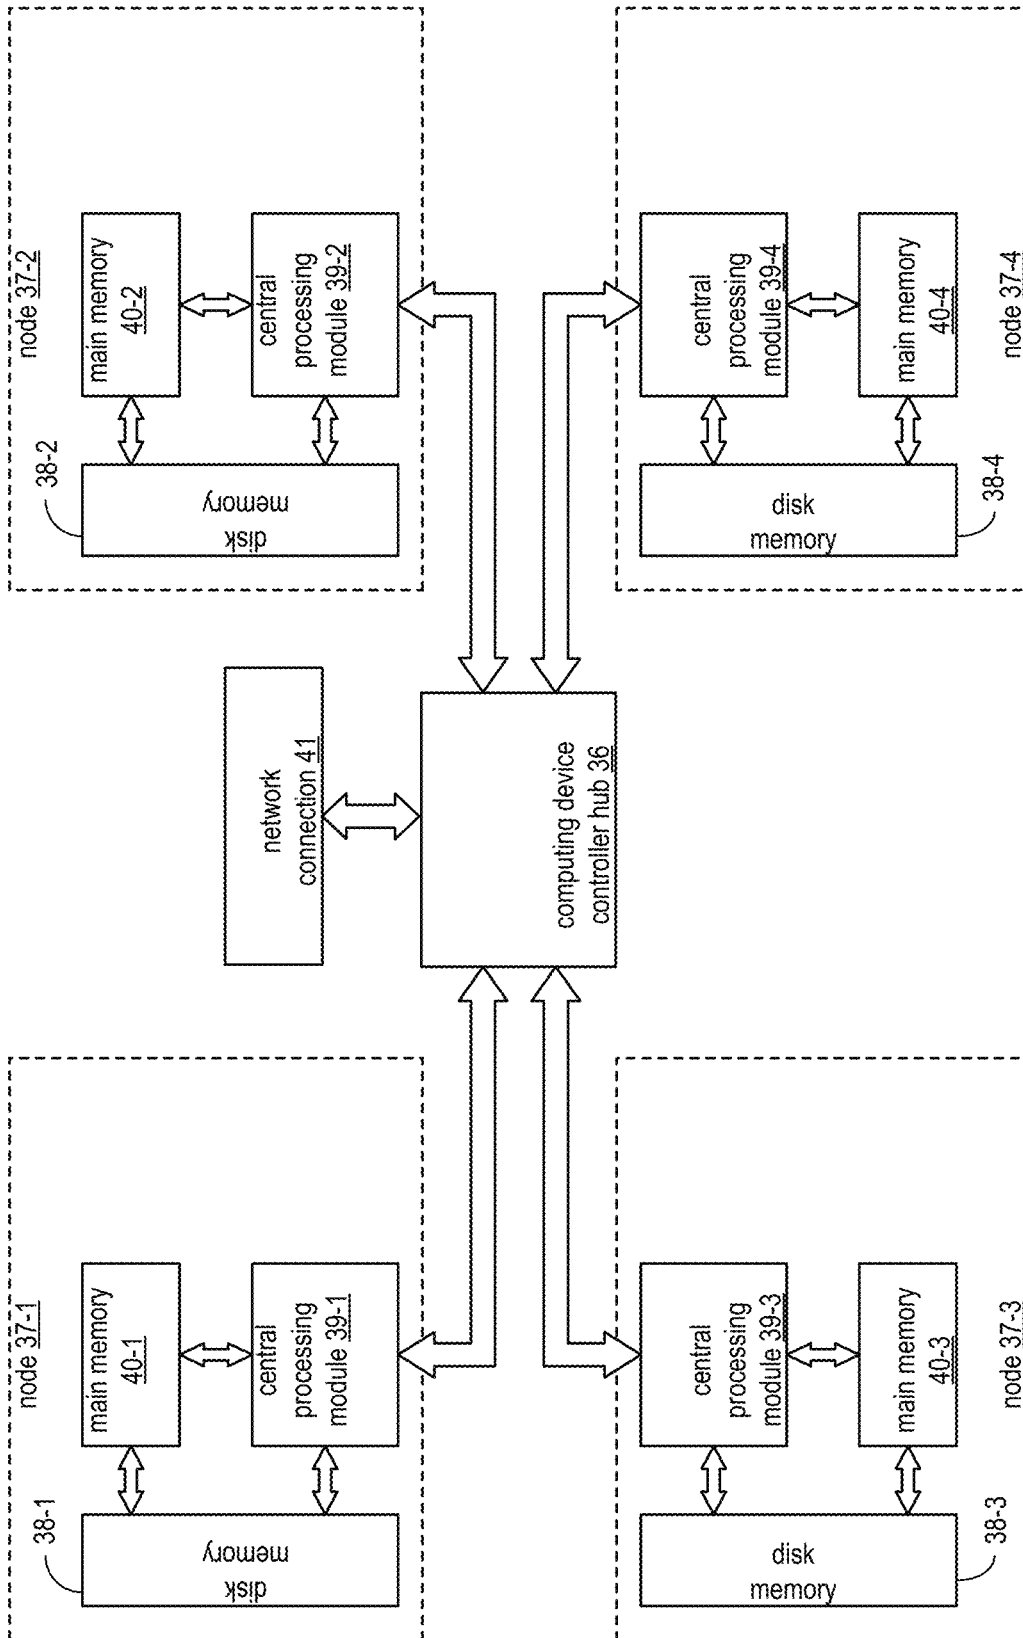 node 37-1
main memory
40-1
central
processing
module 39-1
38-1
disk
memory
node 37-2
main memory
40-2
central
processing
module 39-2
38-2
disk
memory
network
connection 41
computing device
controller hub 36
central
processing
module 39-3
main memory
40-3
node 37-3
disk
memory
38-3
central
processing
module 39-4
main memory
40-4
node 37-4
disk
memory
38-4